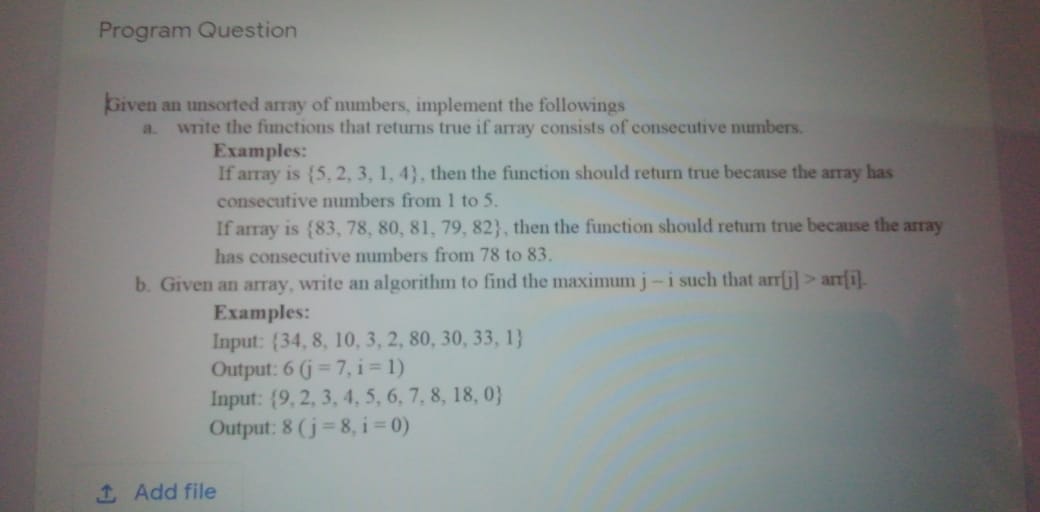 Program Question
Given an unsorted array of numbers, implement the followings
a. write the functions that returns true if array consists of consecutive numbers.
Examples:
If array is {5, 2, 3, 1, 4}, then the function should return true because the array has
consecutive numbers from 1 to 5.
If array is {83, 78, 80, 81, 79, 82}, then the function should return true because the array
has consecutive numbers from 78 to 83.
b. Given an array, write an algorithm to find the maximum j – i such that arr[j] > arr[i].
Examples:
Input: {34, 8, 10, 3, 2, 80, 30, 33, 1}
Output: 6 (j = 7, i = 1)
Input: {9, 2, 3, 4, 5, 6, 7, 8, 18, 0}
Output: 8 ( j = 8, i = 0)
Add file